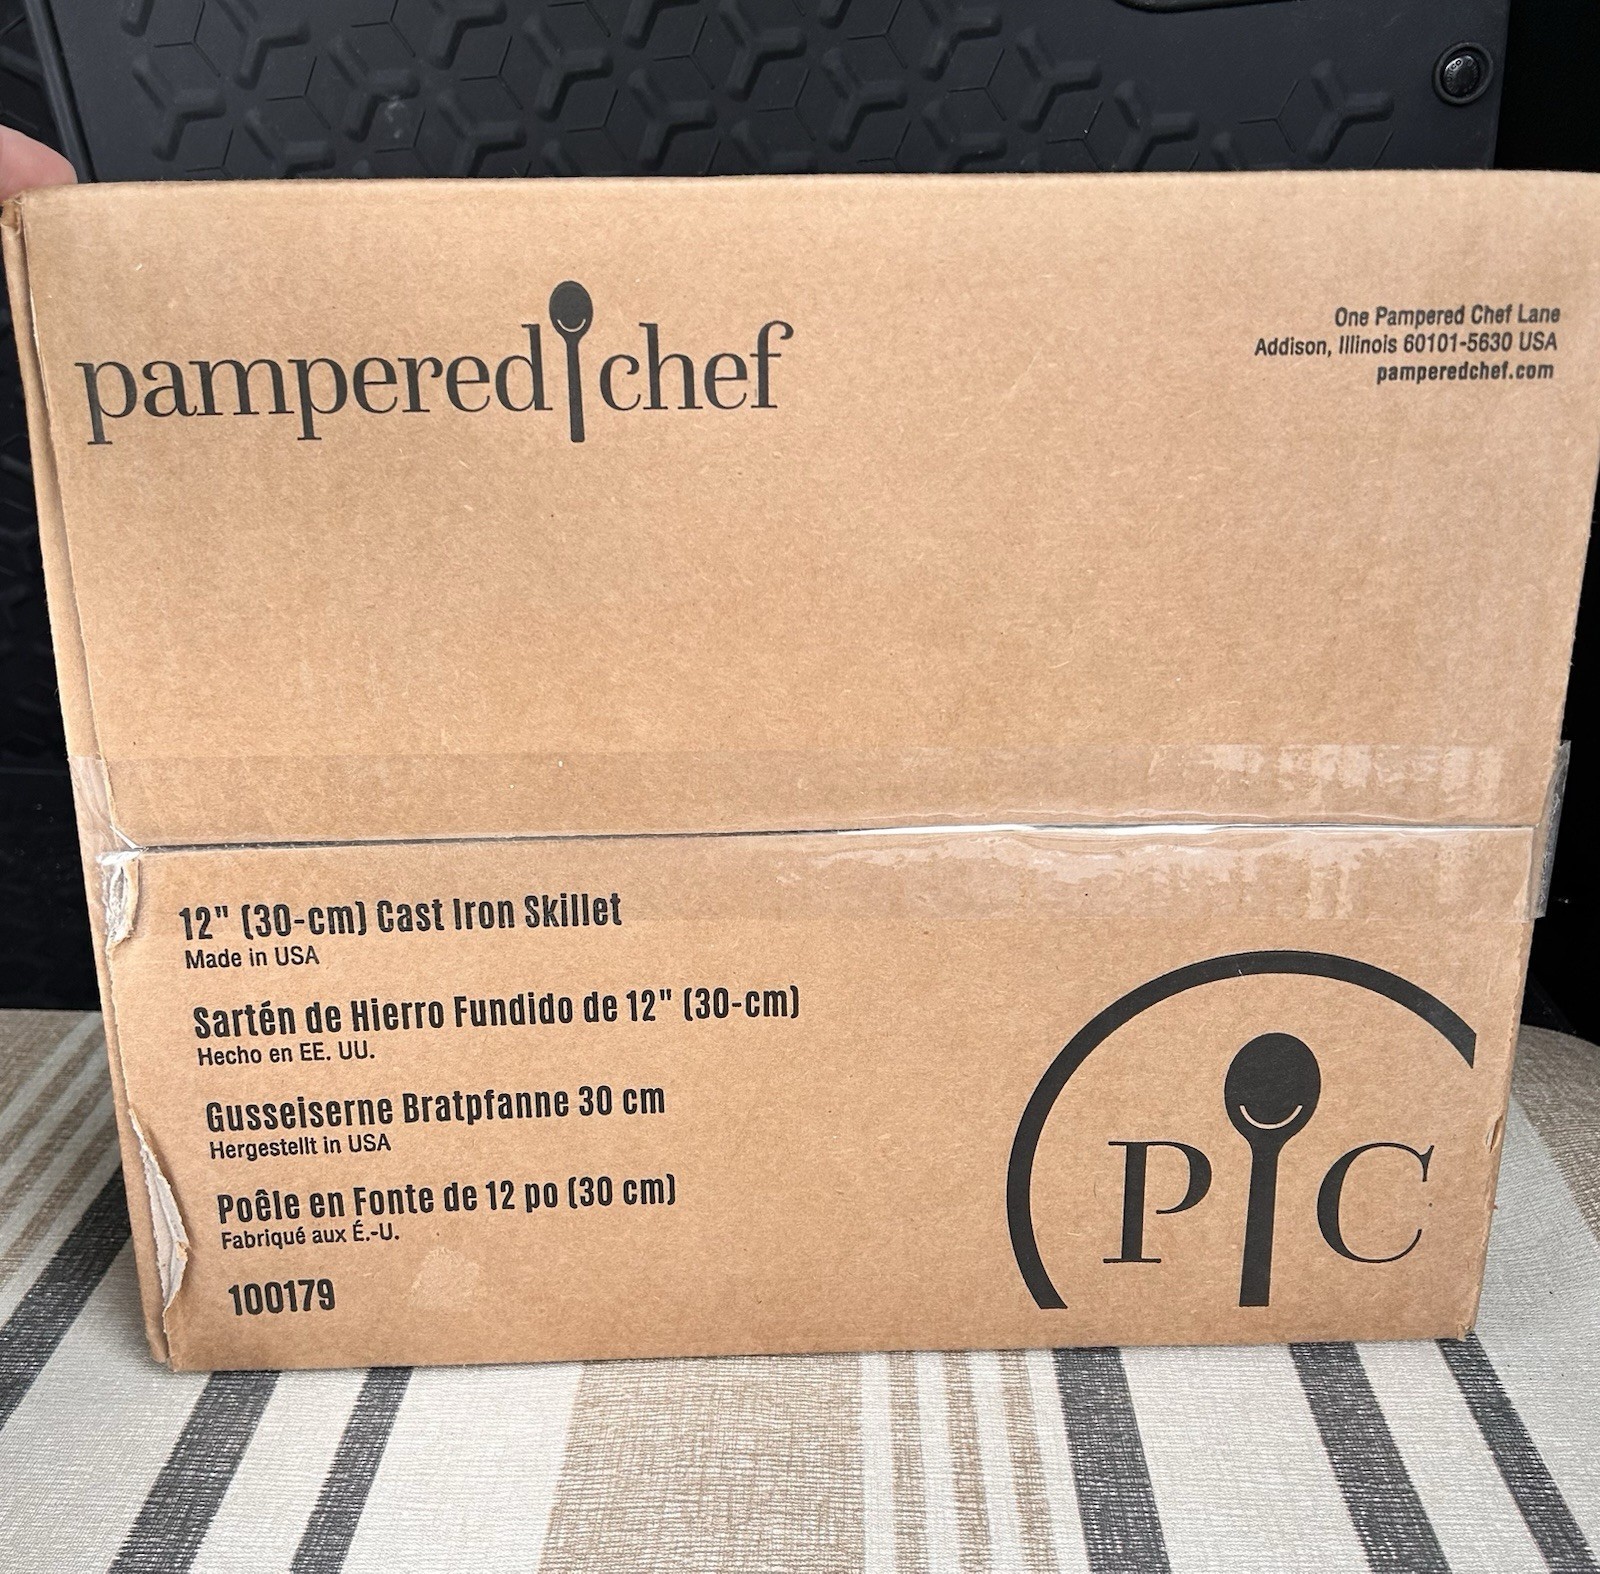 pampered chef
One Pampered Chef Lane
Addison, Illinois 60101-5630 USA
pamperedchef.com
12" (30-cm) Cast Iron Skillet
Made in USA
Sartén de Hierro Fundido de 12" (30-cm)
Hecho en EE. UU.
Gusseiserne Bratpfanne 30 cm
Hergestellt in USA
Poêle en Fonte de 12 po (30 cm)
Fabriqué aux É.-U.
100179
P C